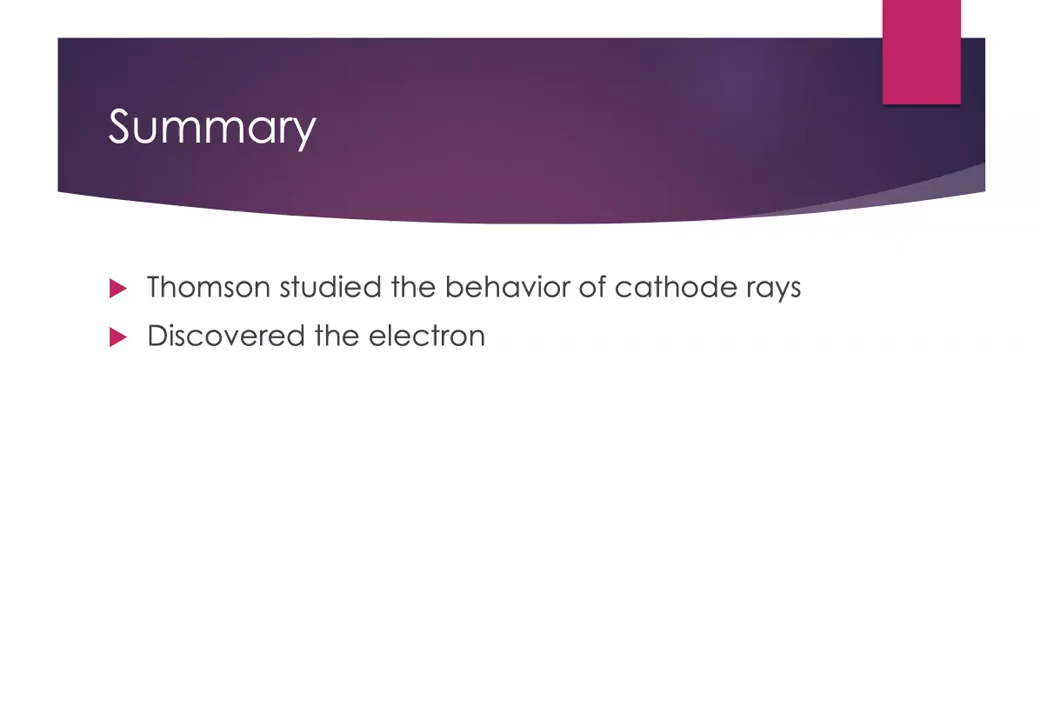 Summary
Thomson studied the behavior of cathode rays
Discovered the electron